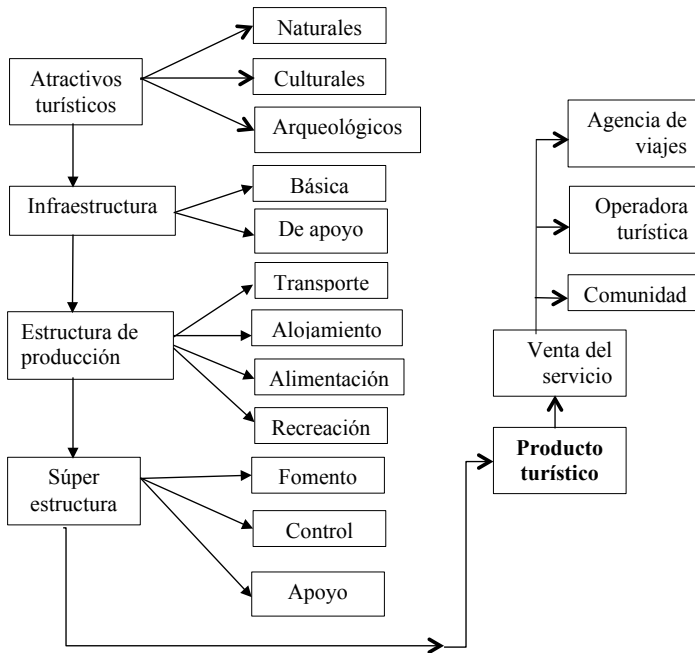 Atractivos
turísticos
Naturales
Culturales
Arqueológicos
Infraestructura
Básica
De apoyo
Estructura de
producción
Transporte
Alojamiento
Alimentación
Recreación
Súper
estructura
Fomento
Control
Apoyo
Agencia de
viajes
Operadora
turística
Comunidad
Venta del
servicio
Producto
turístico